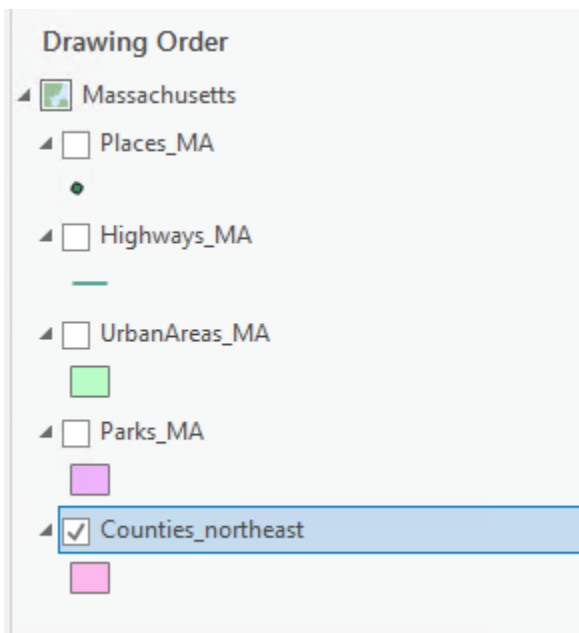 Drawing Order
Massachusetts
Places_MA
Highways_MA
UrbanAreas_MA
Parks_MA
Counties_northeast